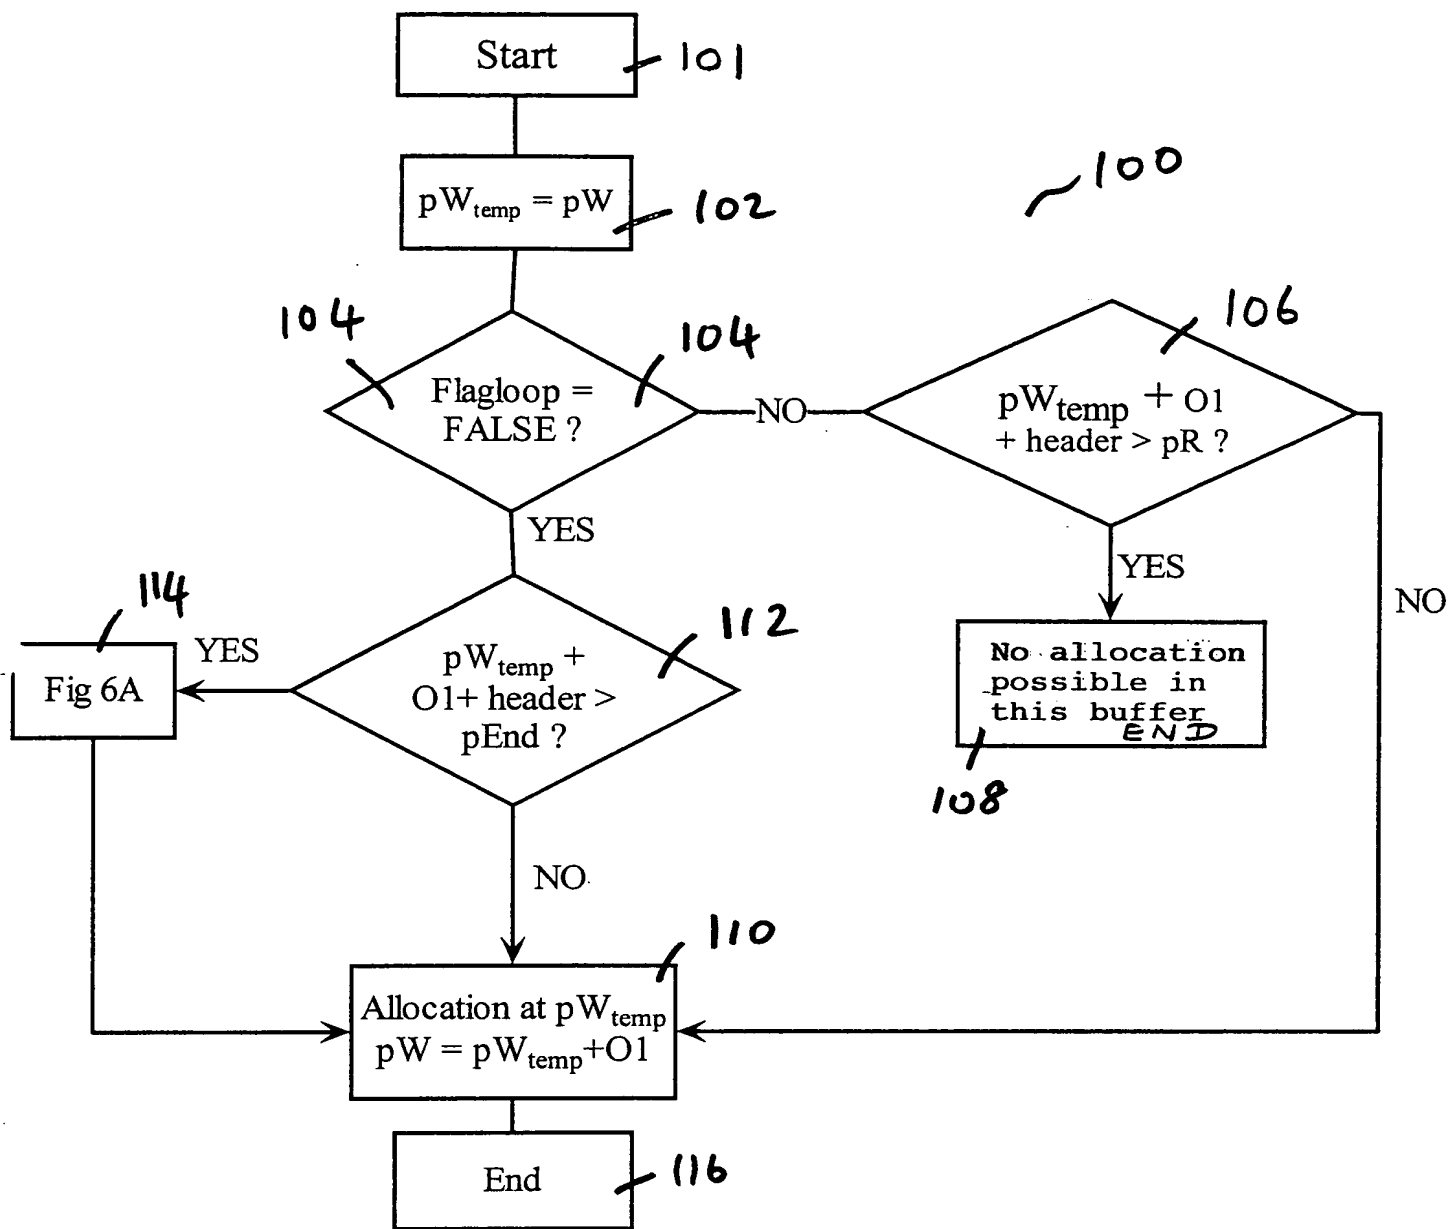 Start
101
pWtemp = pW
102
100
104
104
Flagloop =
FALSE ?
NO
106
pWtemp + O1
+ header > pR ?
YES
YES
NO
114
YES
Fig 6A
112
pWtemp +
O1+ header >
pEnd ?
No allocation
possible in
this buffer
END
108
NO
110
Allocation at pWtemp
pW = pWtemp+O1
End
116